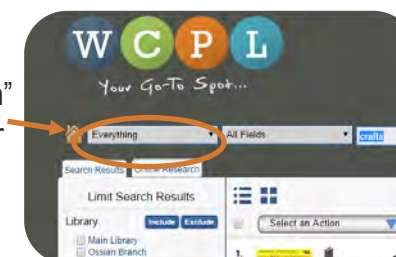 W C P L
Your Go-To Spot...
n"
r
Everything All Fields crafts
Search Results Online Research
Limit Search Results
Library Include Exclude Select an Action
Main Library
Ossian Branch
1.